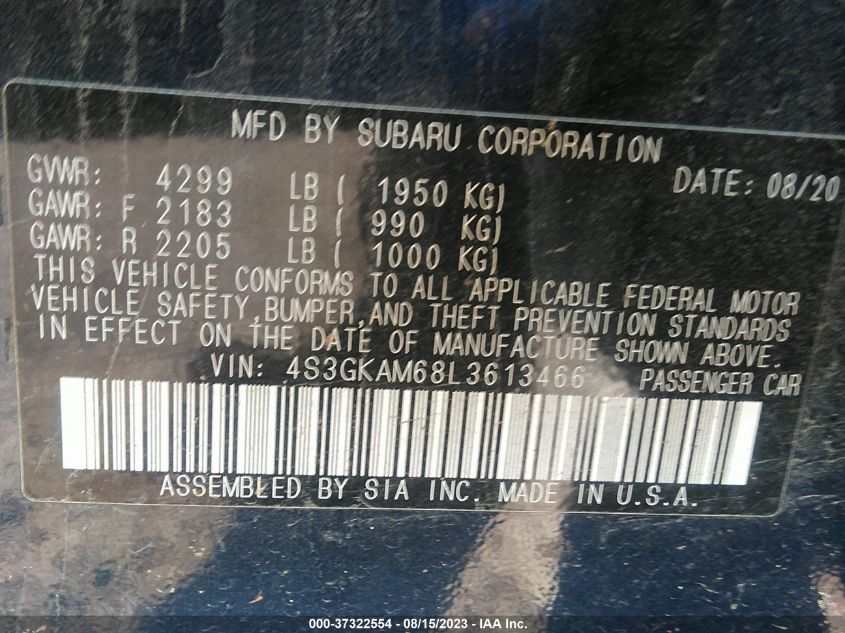 MFD BY SUBARU CORPORATION
GVWR: 4299 LB ( 1950 KG) DATE: 08/20
GAWR: F 2183 LB ( 990 KG)
GAWR: R 2205 LB ( 1000 KG)
THIS VEHICLE CONFORMS TO ALL APPLICABLE FEDERAL MOTOR
VEHICLE SAFETY,BUMPER,AND THEFT PREVENTION STANDARDS
IN EFFECT ON THE DATE OF MANUFACTURE SHOWN ABOVE.
VIN: 4S3GKAM68L3613466 PASSENGER CAR
ASSEMBLED BY SIA INC. MADE IN U.S.A.
000-37322554 - 08/15/2023 - IAA Inc.